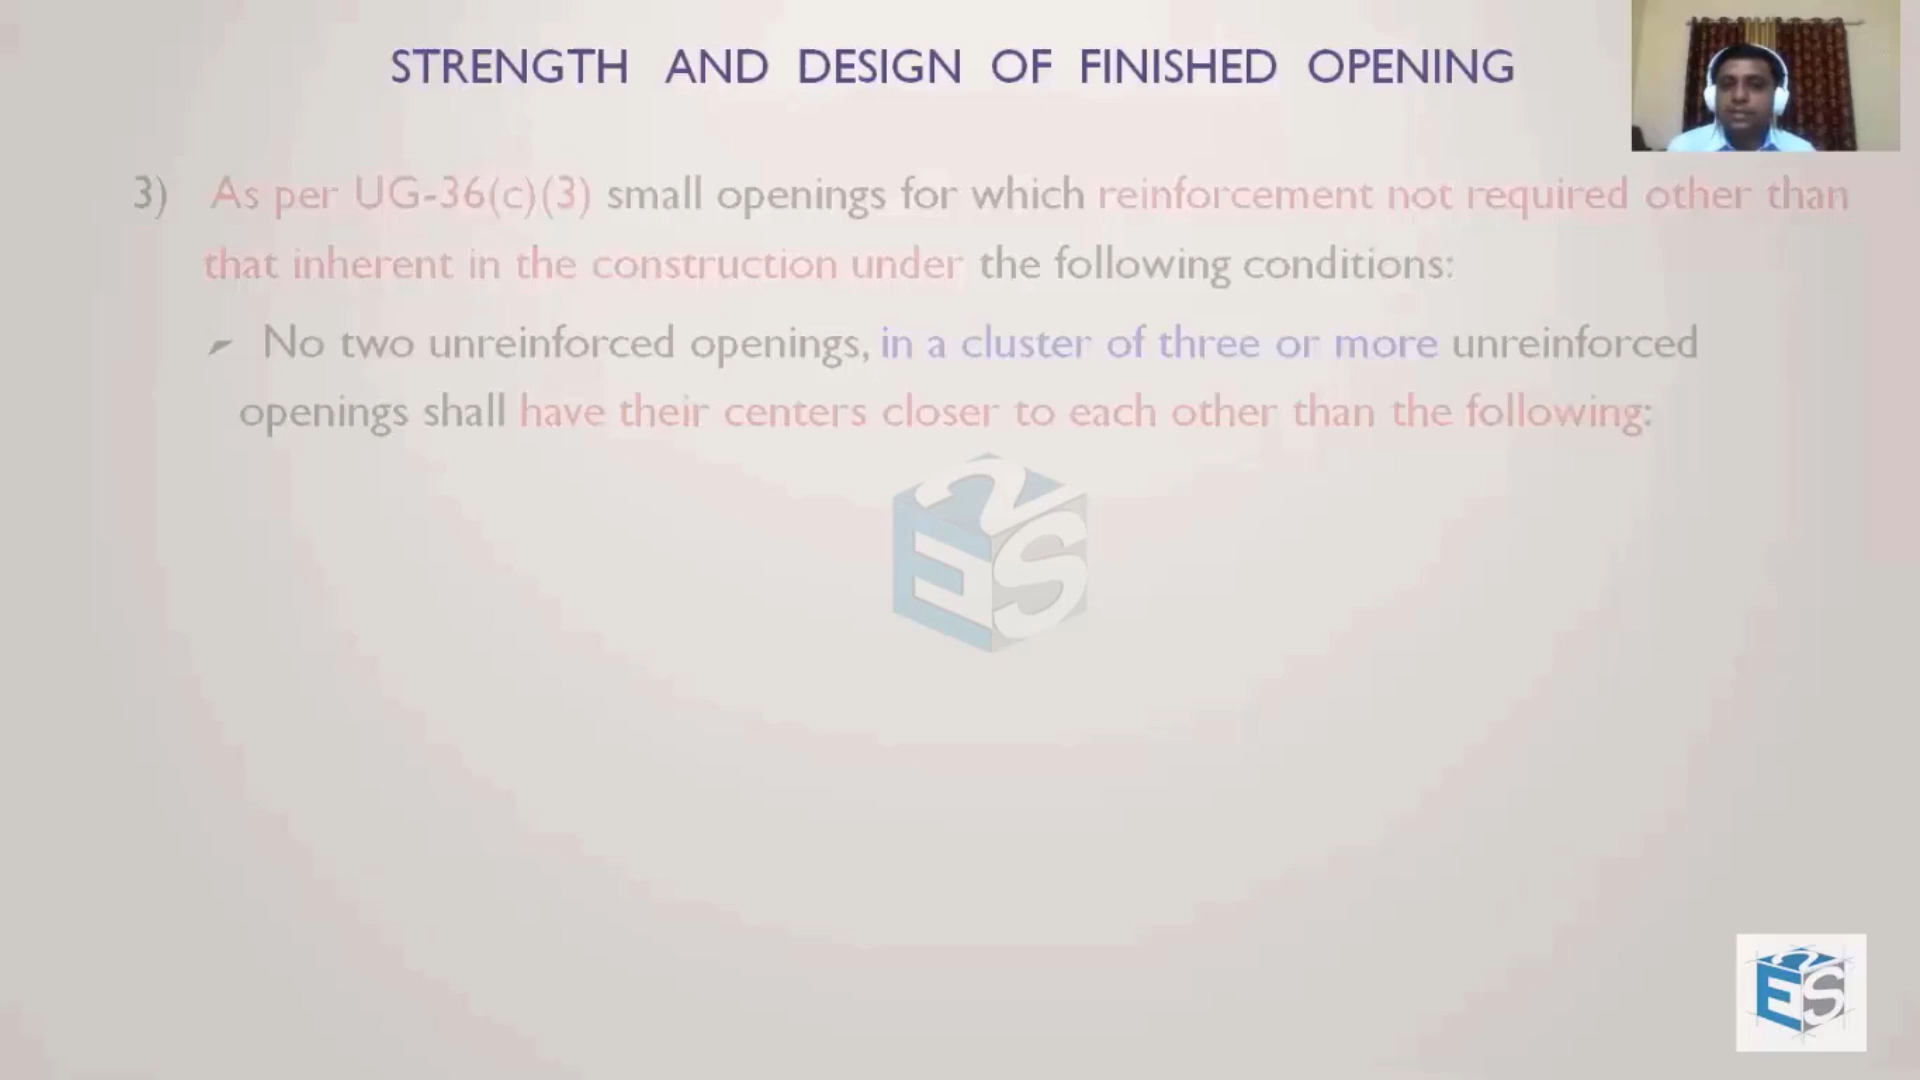 STRENGTH AND DESIGN OF FINISHED OPENING
3) As per UG-36(c)(3) small openings for which reinforcement not required other than
that inherent in the construction under the following conditions:
No two unreinforced openings, in a cluster of three or more unreinforced
openings shall have their centers closer to each other than the following:
E2S
E2S